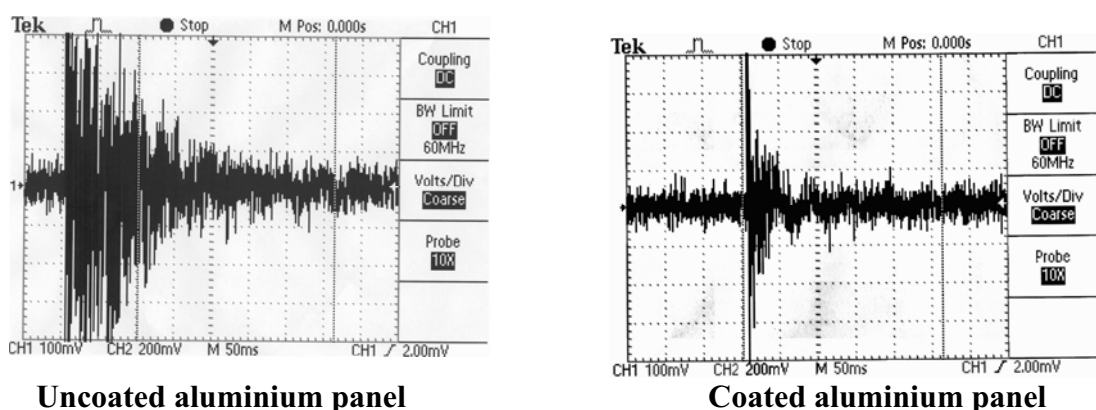 Tek Stop M Pos: 0.000s CH1
Coupling
DC
BW Limit
OFF
60MHz
1
Volts/Div
Coarse
Probe
10X
CH1 100mV CH2 200mV M 50ms CH1 2.00mV
Uncoated aluminium panel
Tek Stop M Pos: 0.000s CH1
Coupling
DC
BW Limit
OFF
60MHz
Volts/Div
Coarse
Probe
10X
CH1 100mV CH2 200mV M 50ms CH1 2.00mV
Coated aluminium panel